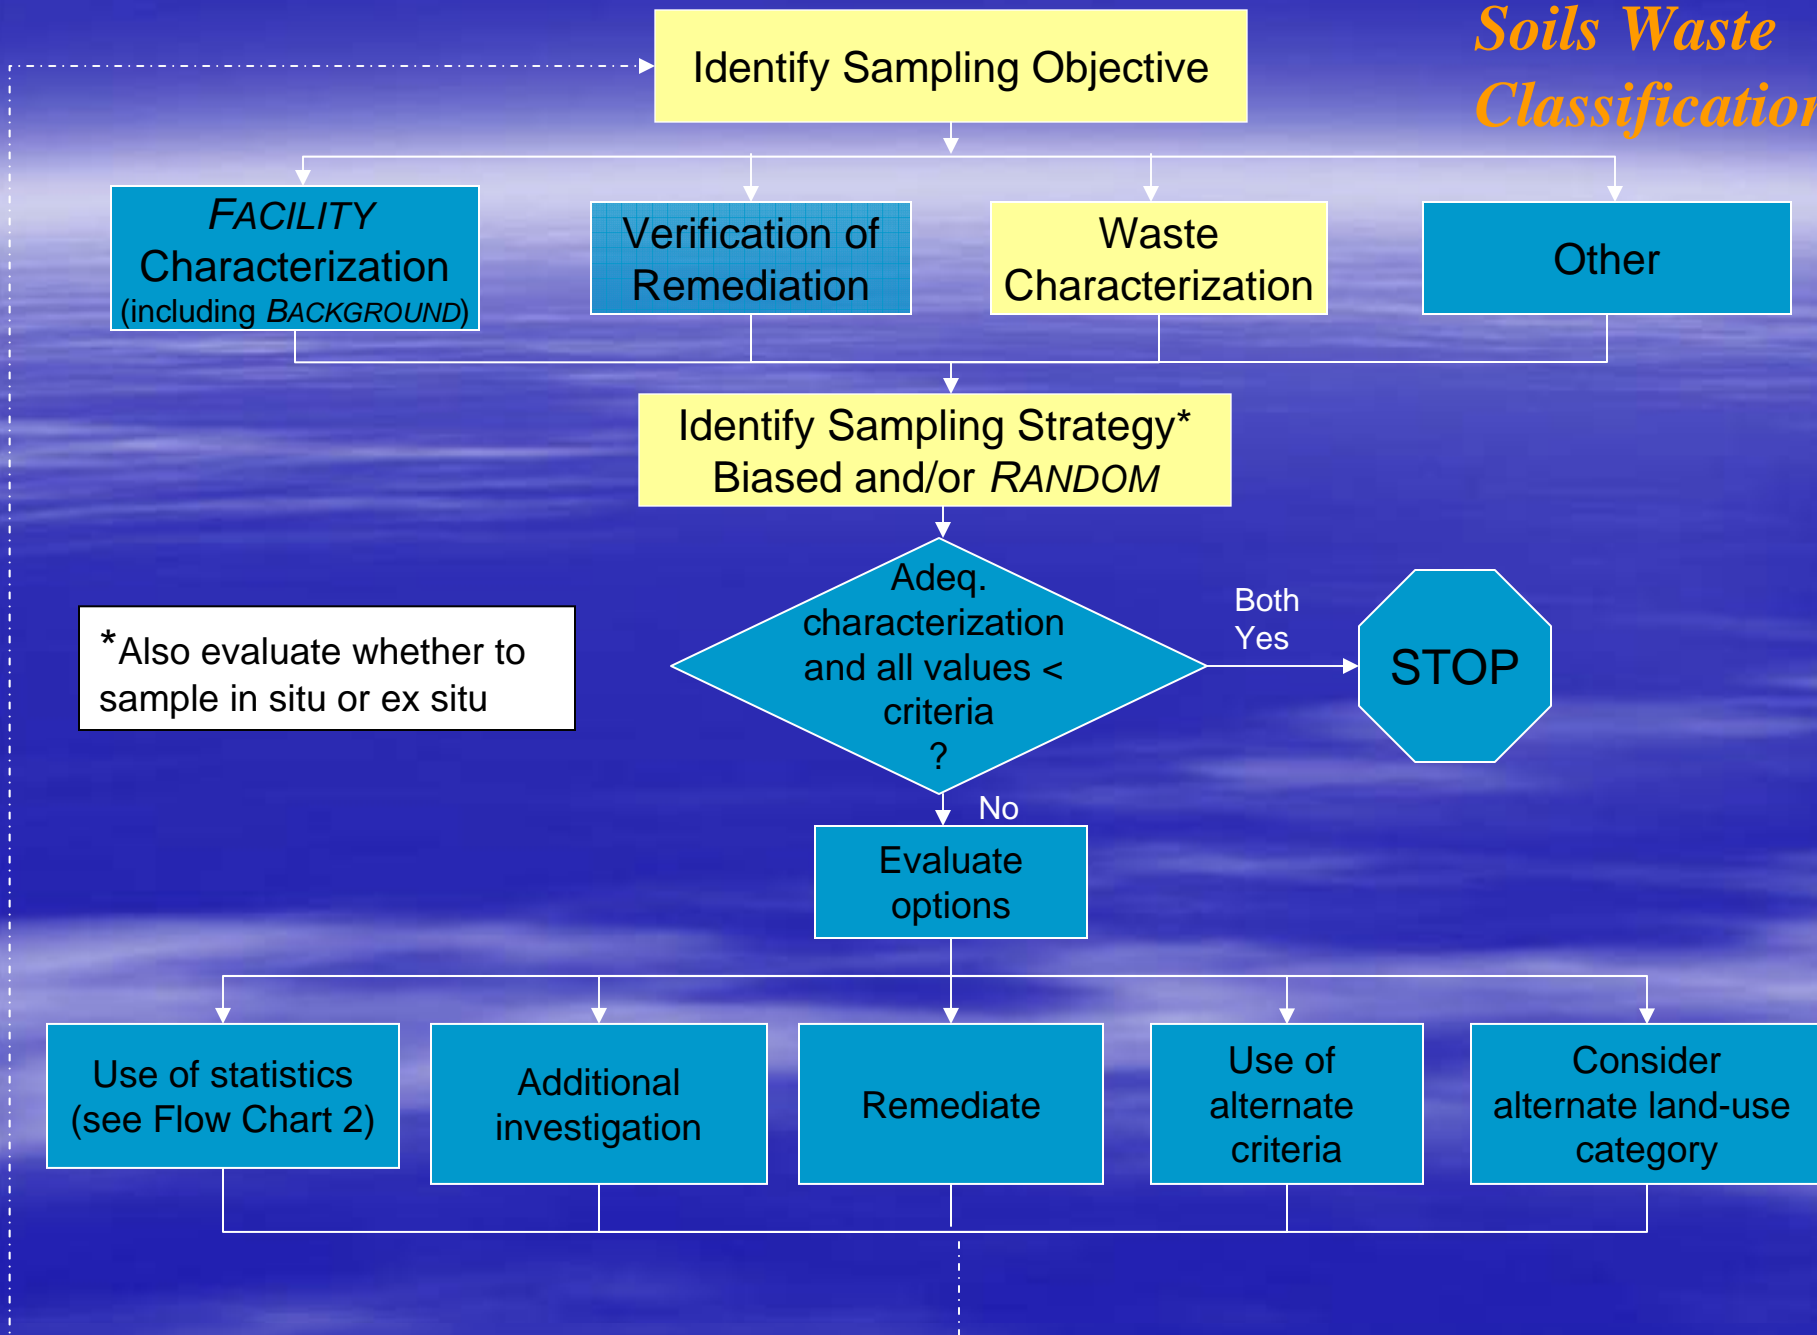 Soils Waste
Classification
Identify Sampling Objective
FACILITY
Characterization
(including BACKGROUND)
Verification of
Remediation
Waste
Characterization
Other
Identify Sampling Strategy*
Biased and/or RANDOM
*Also evaluate whether to
sample in situ or ex situ
Adeq.
characterization
and all values <
criteria
?
Both
Yes
STOP
No
Evaluate
options
Use of statistics
(see Flow Chart 2)
Additional
investigation
Remediate
Use of
alternate
criteria
Consider
alternate land-use
category